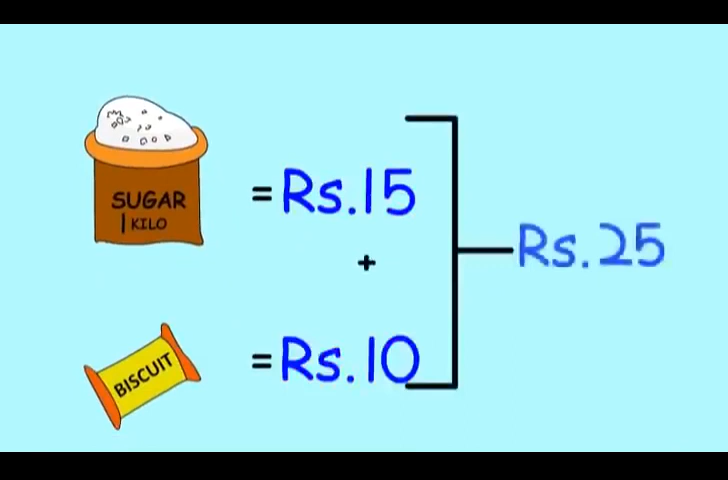 SUGAR
1 KILO
= Rs.15
+
Rs.25
BISCUIT
= Rs.10